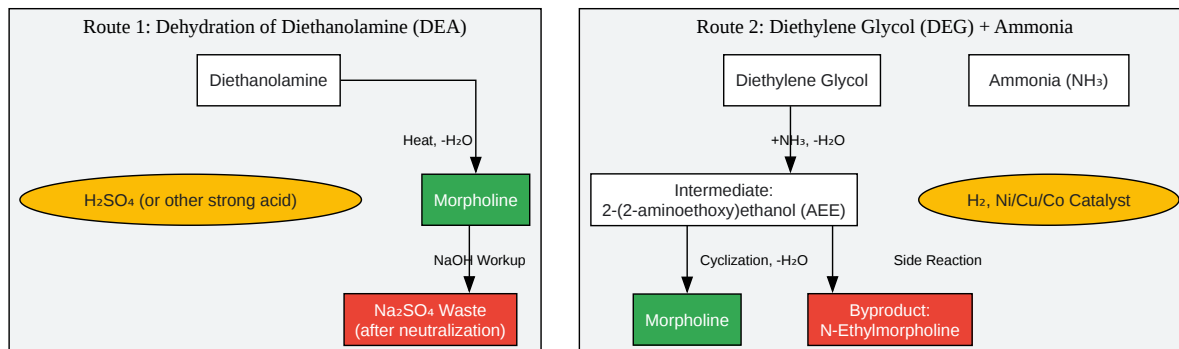 Route 1: Dehydration of Diethanolamine (DEA)
Diethanolamine
Heat, -H₂O
H₂SO₄ (or other strong acid)
Morpholine
NaOH Workup
Na₂SO₄ Waste
(after neutralization)
Route 2: Diethylene Glycol (DEG) + Ammonia
Diethylene Glycol
Ammonia (NH₃)
+NH₃, -H₂O
Intermediate:
2-(2-aminoethoxy)ethanol (AEE)
H₂, Ni/Cu/Co Catalyst
Cyclization, -H₂O
Side Reaction
Morpholine
Byproduct:
N-Ethylmorpholine